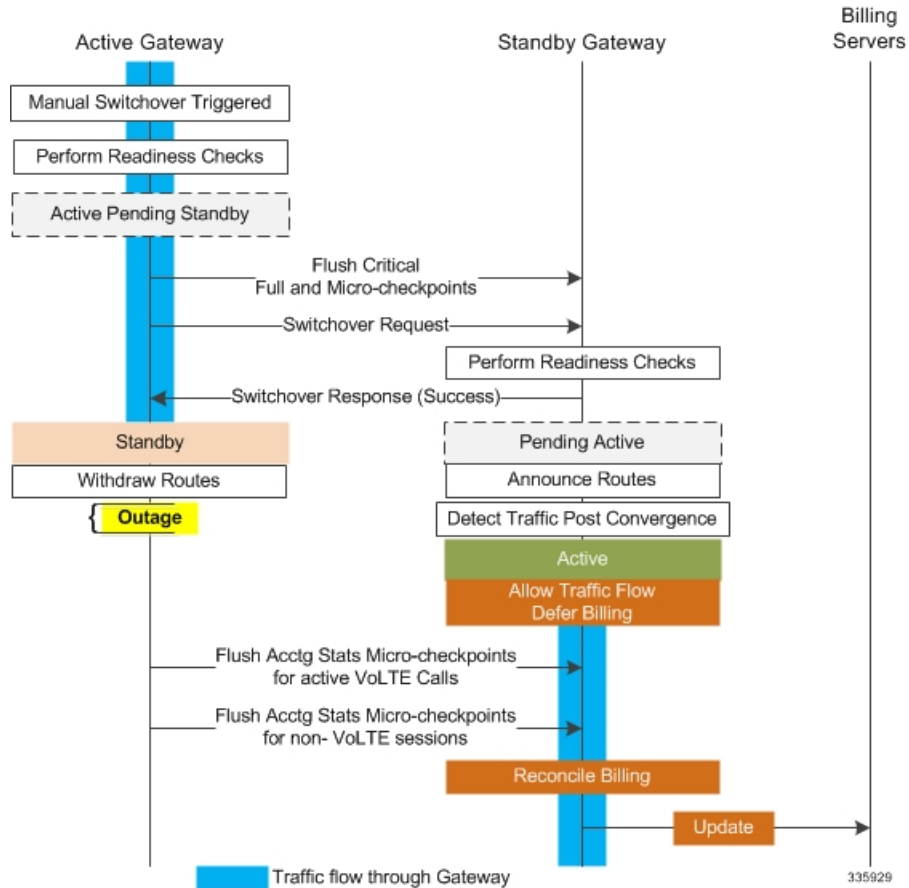 Billing
Servers
Active Gateway
Standby Gateway
Manual Switchover Triggered
Perform Readiness Checks
Active Pending Standby
Flush Critical
Full and Micro-checkpoints
Switchover Request
Perform Readiness Checks
Switchover Response (Success)
Standby
Pending Active
Withdraw Routes
Announce Routes
{ Outage
Detect Traffic Post Convergence
Active
Allow Traffic Flow
Defer Billing
Flush Acctg Stats Micro-checkpoints
for active VoLTE Calls
Flush Acctg Stats Micro-checkpoints
for non- VoLTE sessions
Reconcile Billing
Update
Traffic flow through Gateway
335929